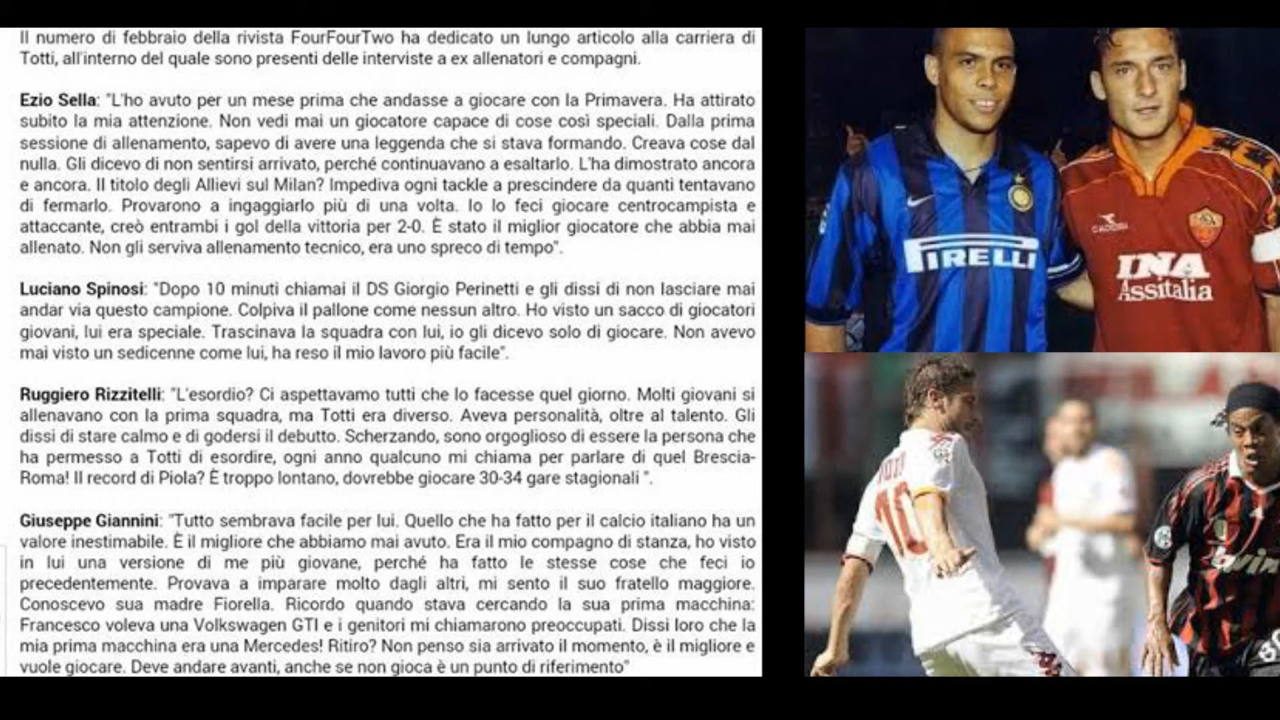 Il numero di febbraio della rivista FourFourTwo ha dedicato un lungo articolo alla carriera di
Totti, all'interno del quale sono presenti delle interviste a ex allenatori e compagni.
Ezio Sella: "L'ho avuto per un mese prima che andasse a giocare con la Primavera. Ha attirato
subito la mia attenzione. Non vedi mai un giocatore capace di cose così speciali. Dalla prima
sessione di allenamento, sapevo di avere una leggenda che si stava formando. Creava cose dal
nulla. Gli dicevo di non sentirsi arrivato, perché continuavano a esaltarlo. L'ha dimostrato ancora
e ancora. Il titolo degli Allievi sul Milan? Impediva ogni tackle a prescindere da quanti tentavano
di fermarlo. Provarono a ingaggiarlo più di una volta. Io lo feci giocare centrocampista e
attaccante, creò entrambi i gol della vittoria per 2-0. È stato il miglior giocatore che abbia mai
allenato. Non gli serviva allenamento tecnico, era uno spreco di tempo".
Luciano Spinosi: "Dopo 10 minuti chiamai il DS Giorgio Perinetti e gli dissi di non lasciare mai
andar via questo campione. Colpiva il pallone come nessun altro. Ho visto un sacco di giocatori
giovani, lui era speciale. Trascinava la squadra con lui, io gli dicevo solo di giocare. Non avevo
mai visto un sedicenne come lui, ha reso il mio lavoro più facile".
Ruggiero Rizzitelli: "L'esordio? Ci aspettavamo tutti che lo facesse quel giorno. Molti giovani si
allenavano con la prima squadra, ma Totti era diverso. Aveva personalità, oltre al talento. Gli
dissi di stare calmo e di godersi il debutto. Scherzando, sono orgoglioso di essere la persona che
ha permesso a Totti di esordire, ogni anno qualcuno mi chiama per parlare di quel Brescia-
Roma! Il record di Piola? È troppo lontano, dovrebbe giocare 30-34 gare stagionali ".
Giuseppe Giannini: "Tutto sembrava facile per lui. Quello che ha fatto per il calcio italiano ha un
valore inestimabile. È il migliore che abbiamo mai avuto. Era il mio compagno di stanza, ho visto
in lui una versione di me più giovane, perché ha fatto le stesse cose che feci io
precedentemente. Provava a imparare molto dagli altri, mi sento il suo fratello maggiore.
Conoscevo sua madre Fiorella. Ricordo quando stava cercando la sua prima macchina:
Francesco voleva una Volkswagen GTI e i genitori mi chiamarono preoccupati. Dissi loro che la
mia prima macchina era una Mercedes! Ritiro? Non penso sia arrivato il momento, è il migliore e
vuole giocare. Deve andare avanti, anche se non gioca è un punto di riferimento"
PIRELLI
DIADORA
INA
Assitalia
10
bwin